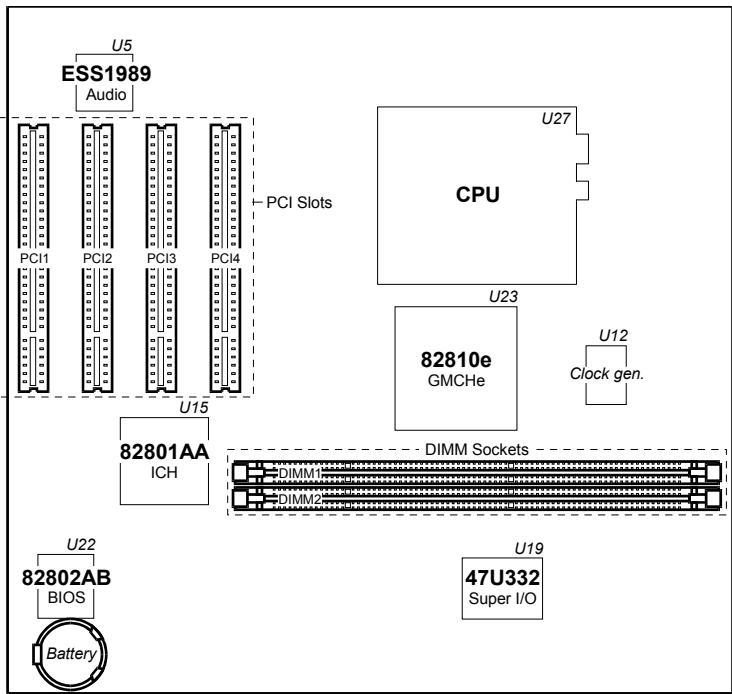 U5
ESS1989
Audio
U27
CPU
PCI Slots
PCI1
PCI2
PCI3
PCI4
U23
82810e
GMCHe
U12
Clock gen.
U15
82801AA
ICH
DIMM Sockets
DIMM1
DIMM2
U22
82802AB
BIOS
U19
47U332
Super I/O
Battery